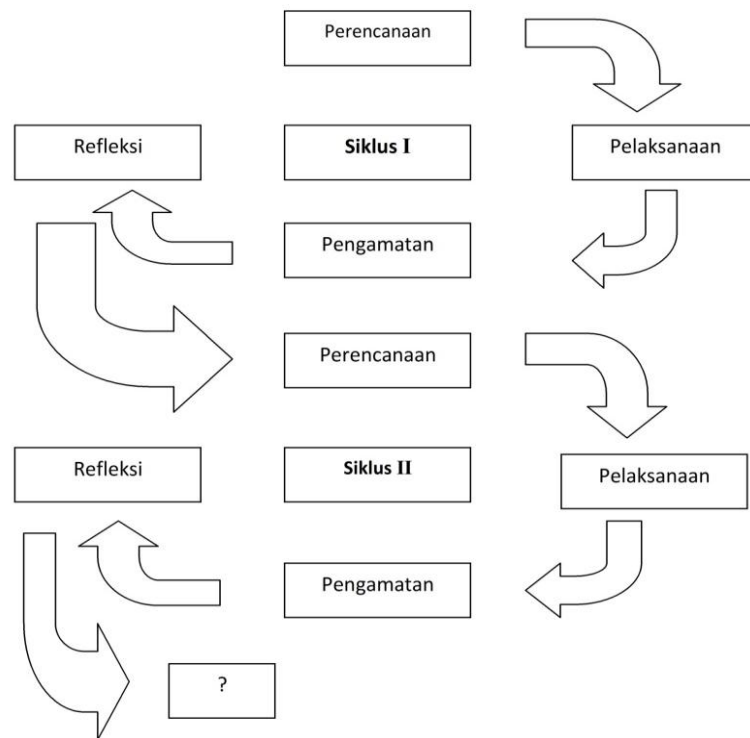 Perencanaan
Refleksi
Siklus I
Pelaksanaan
Pengamatan
Perencanaan
Refleksi
Siklus II
Pelaksanaan
Pengamatan
?